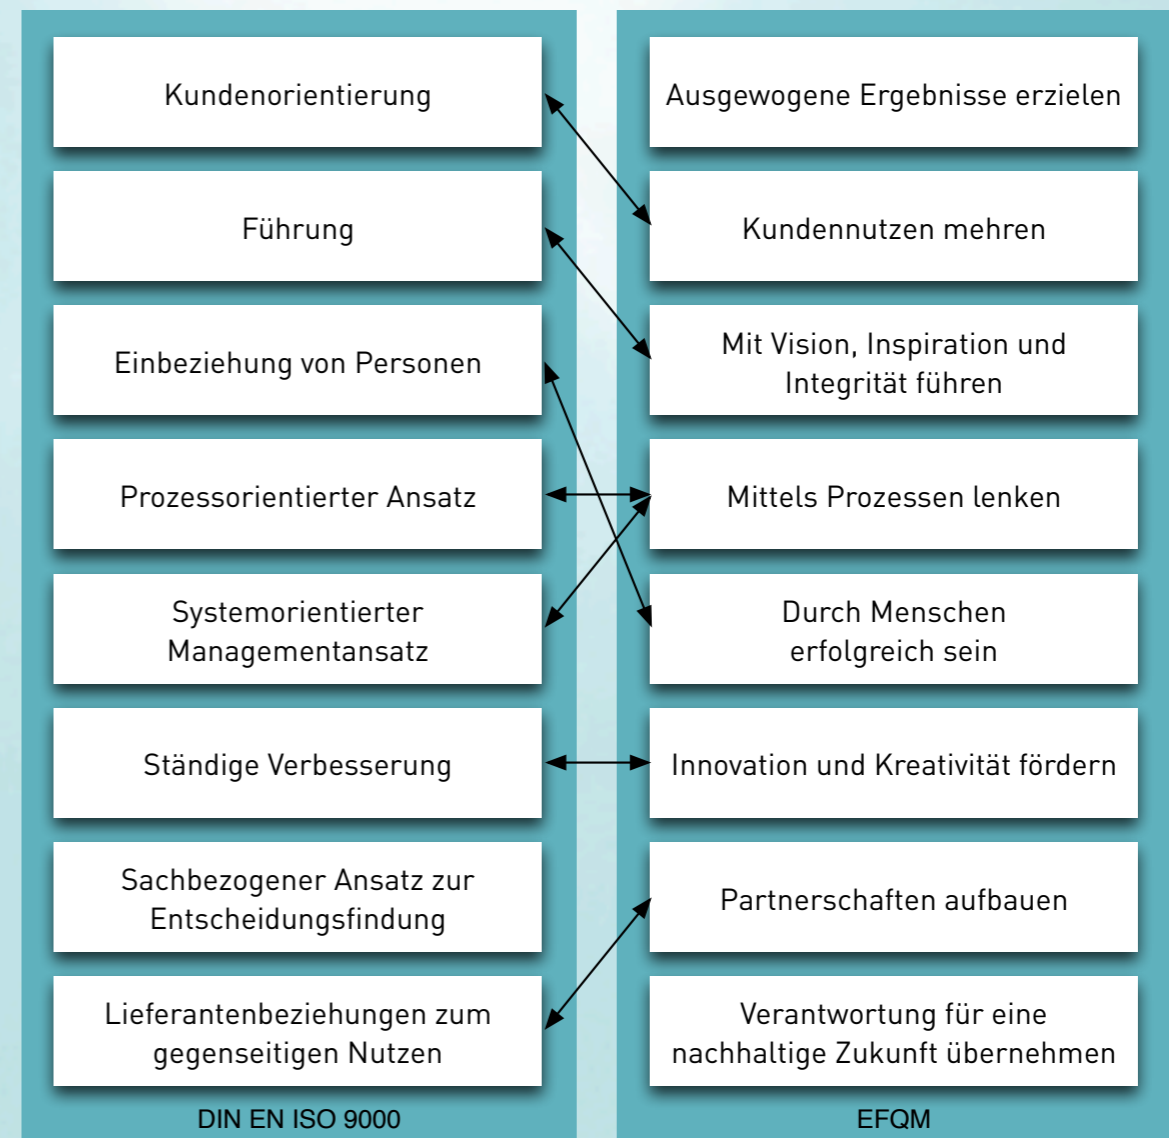 Kundenorientierung
Führung
Einbeziehung von Personen
Prozessorientierter Ansatz
Systemorientierter
Managementansatz
Ständige Verbesserung
Sachbezogener Ansatz zur
Entscheidungsfindung
Lieferantenbeziehungen zum
gegenseitigen Nutzen
DIN EN ISO 9000
Ausgewogene Ergebnisse erzielen
Kundennutzen mehren
Mit Vision, Inspiration und
Integrität führen
Mittels Prozessen lenken
Durch Menschen
erfolgreich sein
Innovation und Kreativität fördern
Partnerschaften aufbauen
Verantwortung für eine
nachhaltige Zukunft übernehmen
EFQM